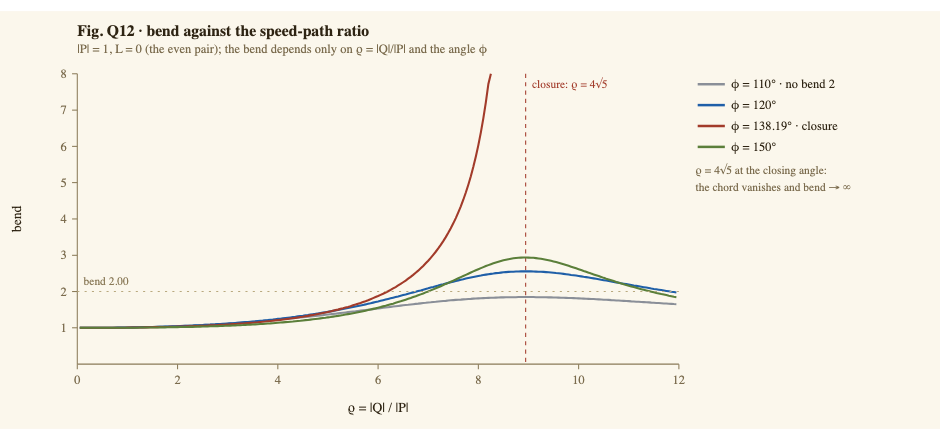 Fig. Q12 · bend against the speed-path ratio
|P| = 1, L = 0 (the even pair); the bend depends only on ϱ = |Q|/|P| and the angle ϕ
8
7
6
5
4
3
2
1
bend
bend 2.00
closure: ϱ = 4√5
0
2
4
6
8
10
12
ϱ = |Q| / |P|
ϕ = 110° · no bend 2
ϕ = 120°
ϕ = 138.19° · closure
ϕ = 150°
ϱ = 4√5 at the closing angle:
the chord vanishes and bend → ∞